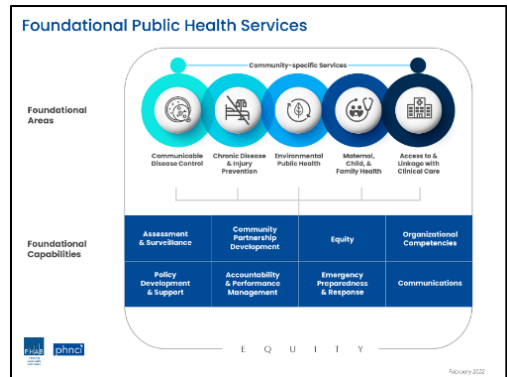 Foundational Public Health Services
Community-specific Services
Foundational
Areas
Communicable
Disease Control
Chronic Disease
& Injury
Prevention
Environmental
Public Health
Maternal,
Child, &
Family Health
Access to &
Linkage with
Clinical Care
Foundational
Capabilities
Assessment
& Surveillance
Community
Partnership
Development
Equity
Organizational
Competencies
Policy
Development
& Support
Accountability
& Performance
Management
Emergency
Preparedness
& Response
Communications
E Q U I T Y
PHAB
phnci
February 2022